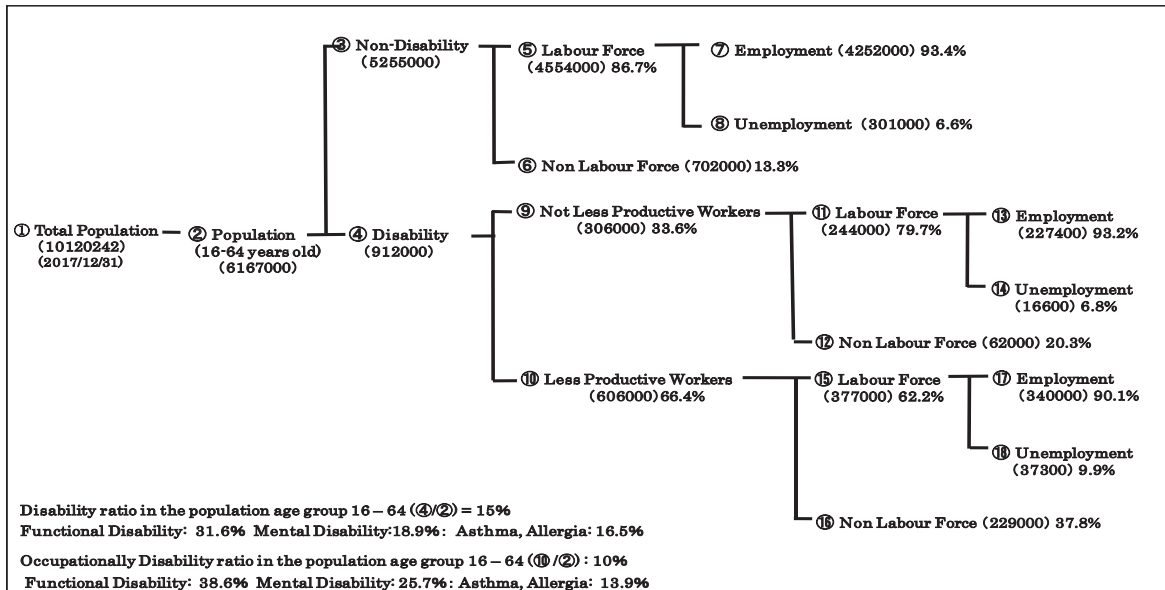 ① Total Population
(10120242)
(2017/12/31)
② Population
(16-64 years old)
(6167000)
③ Non-Disability
(5255000)
④ Disability
(912000)
⑤ Labour Force
(4554000) 86.7%
⑥ Non Labour Force (702000) 13.3%
⑦ Employment (4252000) 93.4%
⑧ Unemployment (301000) 6.6%
⑨ Not Less Productive Workers
(306000) 33.6%
⑩ Less Productive Workers
(606000) 66.4%
⑪ Labour Force
(244000) 79.7%
⑫ Non Labour Force (62000) 20.3%
⑬ Employment
(227400) 93.2%
⑭ Unemployment
(16600) 6.8%
⑮ Labour Force
(377000) 62.2%
⑯ Non Labour Force (229000) 37.8%
⑰ Employment
(340000) 90.1%
⑱ Unemployment
(37300) 9.9%
Disability ratio in the population age group 16 – 64 (④/②) = 15%
Functional Disability: 31.6% Mental Disability:18.9% : Asthma, Allergia: 16.5%
Occupationally Disability ratio in the population age group 16 – 64 (⑩/②) : 10%
Functional Disability: 38.6% Mental Disability: 25.7% : Asthma, Allergia: 13.9%